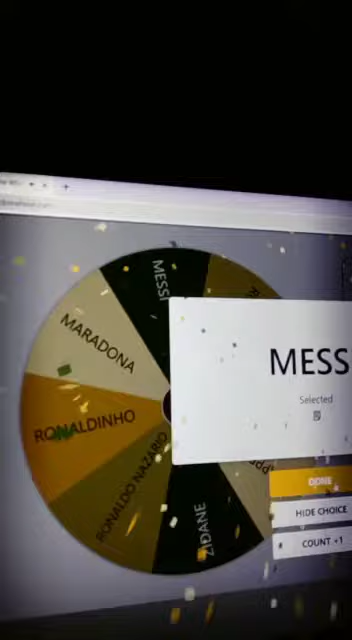 MESSI
MARADONA
RONALDINHO
RONALDO NAZARIO
ZIDANE
MESS
Selected
DONE
HIDE CHOICE
COUNT -1